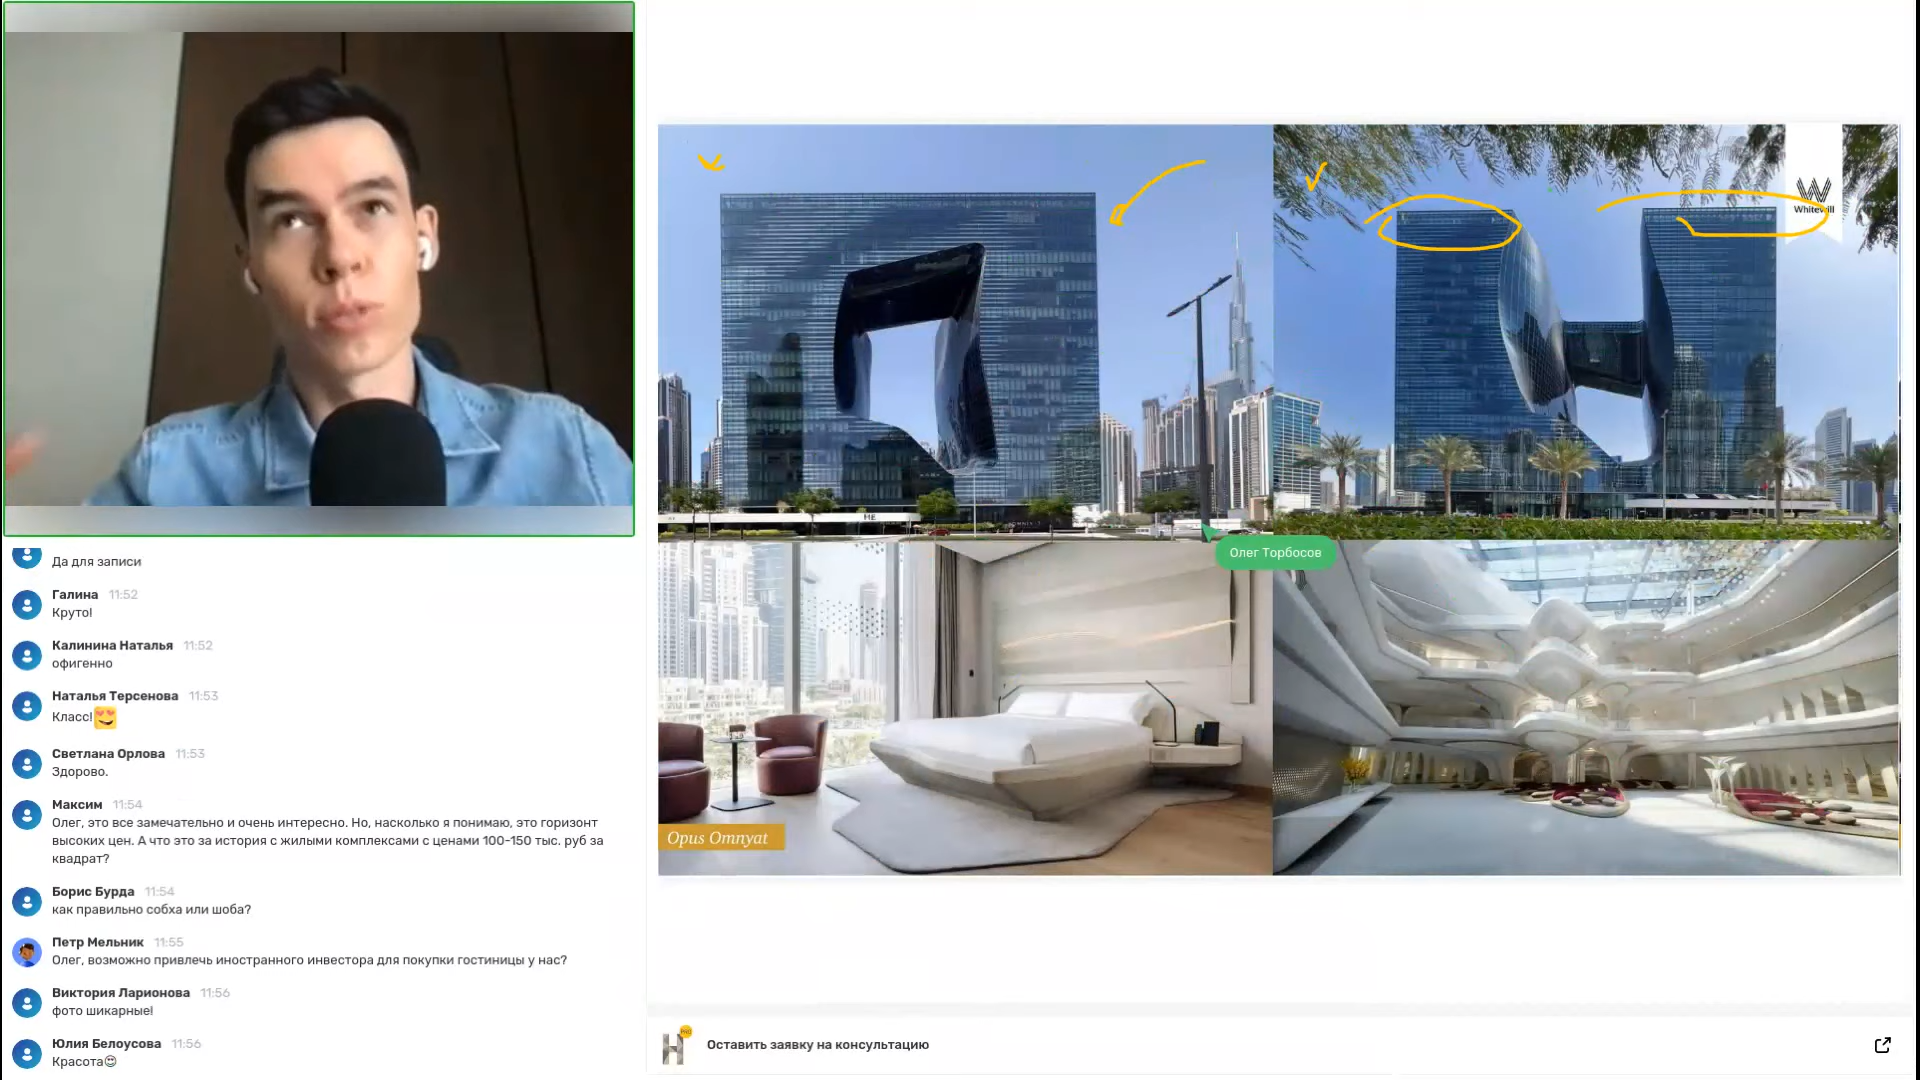 Да для записи
Галина 11:52
Круто!
Калинина Наталья 11:52
офигенно
Наталья Терсенова 11:53
Класс!😍
Светлана Орлова 11:53
Здорово.
Максим 11:54
Олег, это все замечательно и очень интересно. Но, насколько я понимаю, это горизонт
высоких цен. А что это за история с жилыми комплексами с ценами 100-150 тыс. руб за
квадрат?
Борис Бурда 11:54
как правильно собха или шоба?
Петр Мельник 11:55
Олег, возможно привлечь иностранного инвестора для покупки гостиницы у нас?
Виктория Ларионова 11:56
фото шикарные!
Юлия Белоусова 11:56
Красота😍
Whitewill
ME
Олег Торбосов
Opus Omnyat
H PRO
Оставить заявку на консультацию